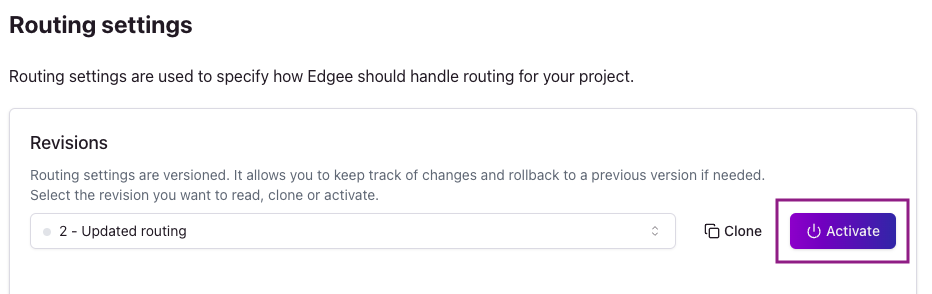 Routing settings
Routing settings are used to specify how Edgee should handle routing for your project.
Revisions
Routing settings are versioned. It allows you to keep track of changes and rollback to a previous version if needed.
Select the revision you want to read, clone or activate.
2 - Updated routing
Clone
Activate